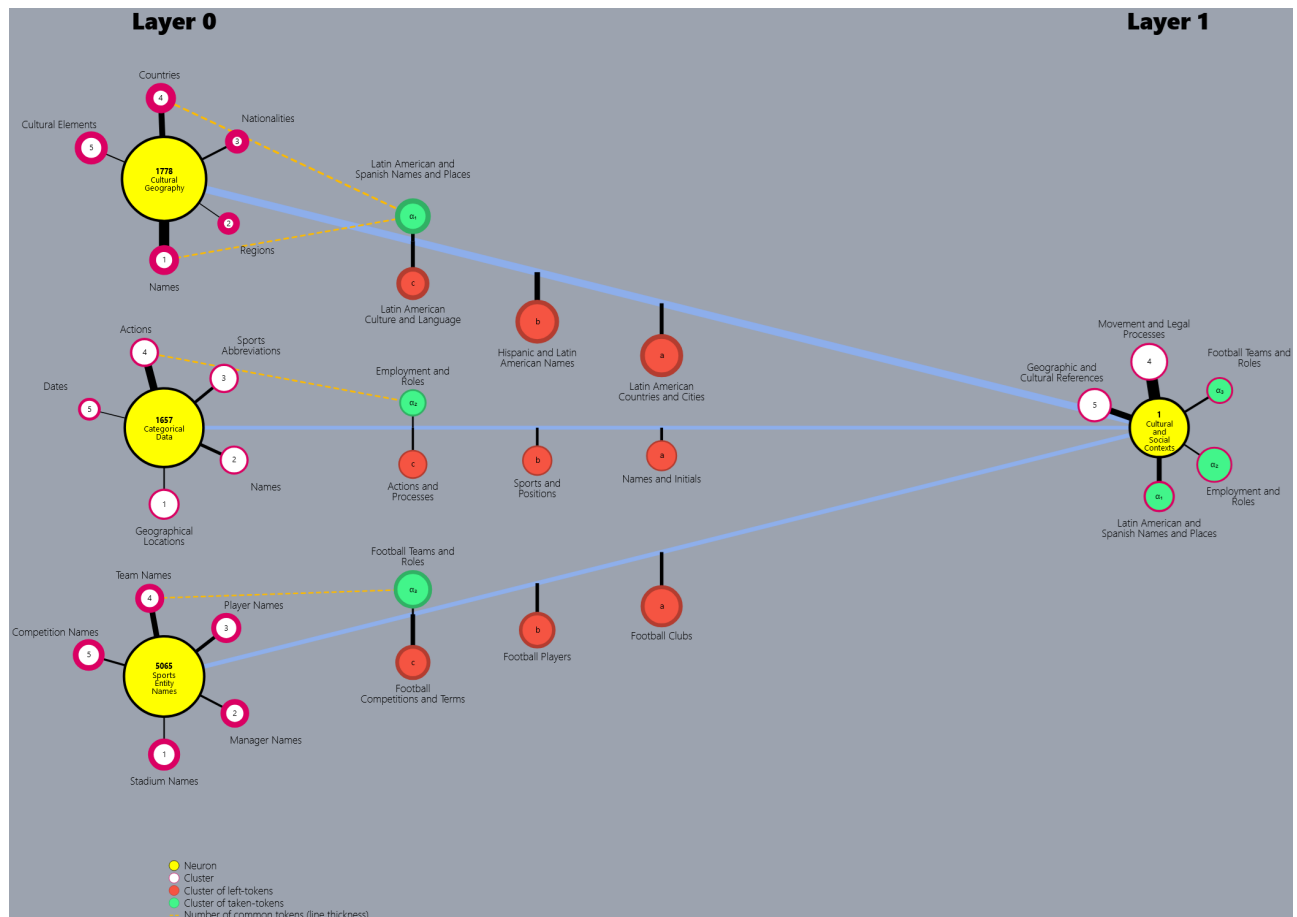 Layer 0
Layer 1
Countries
4
Cultural Elements
5
Nationalities
3
1778
Cultural
Geography
2
Regions
1
Names
Latin American and
Spanish Names and Places
α₁
c
Latin American
Culture and Language
b
Hispanic and Latin
American Names
a
Latin American
Countries and Cities
Actions
4
Sports
Abbreviations
3
Dates
5
1657
Categorical
Data
2
Names
1
Geographical
Locations
Employment and
Roles
α₂
c
Actions and
Processes
b
Sports and
Positions
a
Names and Initials
Movement and Legal
Processes
4
Football Teams and
Roles
α₃
Geographic and
Cultural References
5
1
Cultural
and
Social
Contexts
α₂
Employment and
Roles
α₁
Latin American and
Spanish Names and Places
Team Names
4
Player Names
3
Competition Names
5
5065
Sports
Entity
Names
2
Manager Names
1
Stadium Names
Football Teams and
Roles
α₃
c
Football
Competitions and Terms
b
Football Players
a
Football Clubs
Neuron
Cluster
Cluster of left-tokens
Cluster of taken-tokens
Number of common tokens (line thickness)